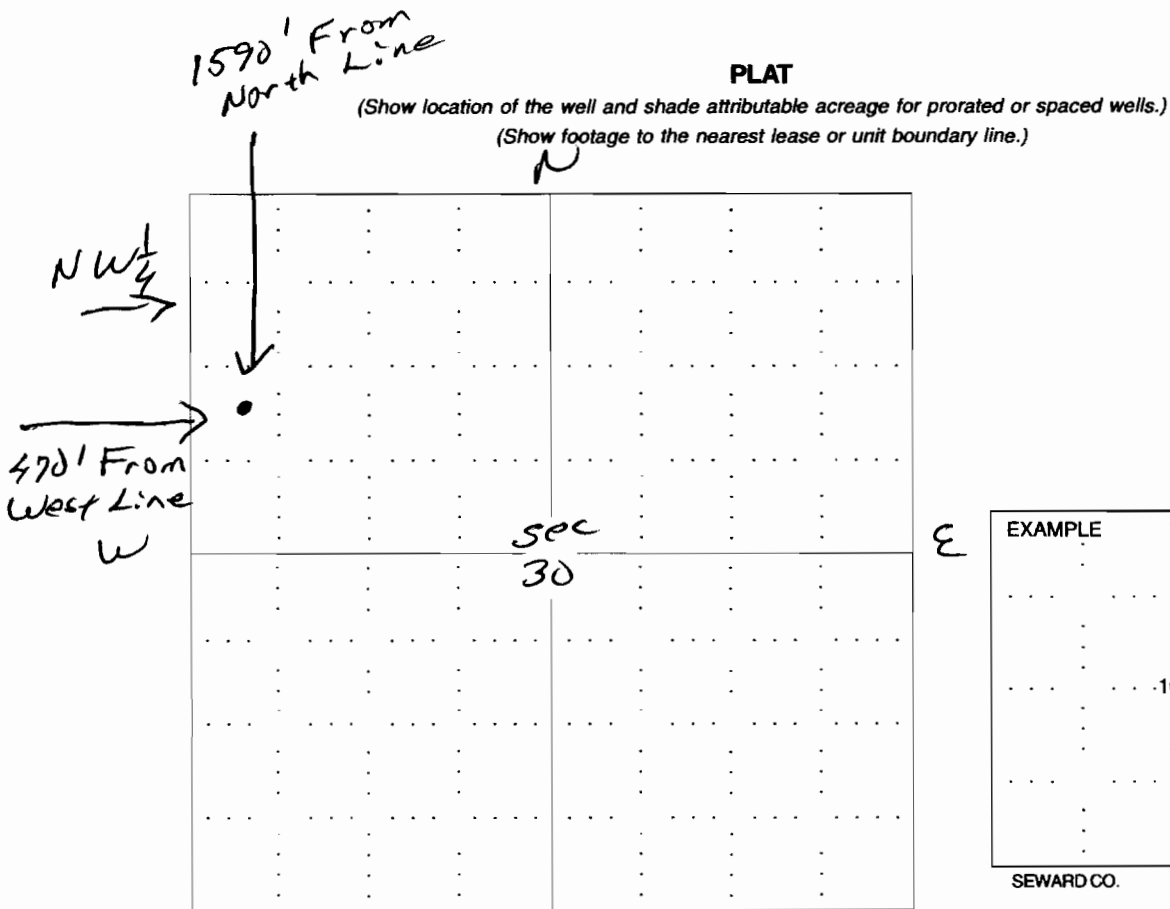 1590' From
North Line
PLAT
(Show location of the well and shade attributable acreage for prorated or spaced wells.)
(Show footage to the nearest lease or unit boundary line.)
N
NW 1/4
470' From
West Line
W
sec
30
E
EXAMPLE
SEWARD CO.